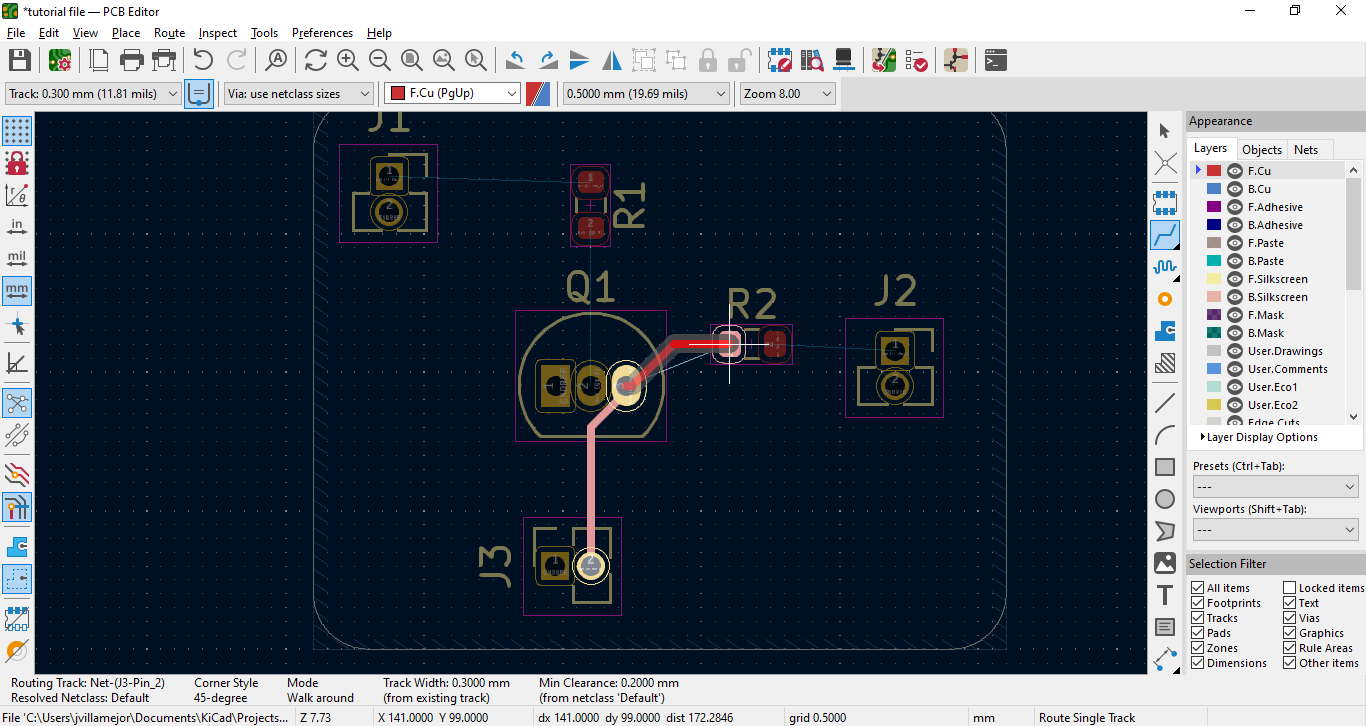 *tutorial file — PCB Editor
File Edit View Place Route Inspect Tools Preferences Help
Track: 0.300 mm (11.81 mils) Via: use netclass sizes F.Cu (PgUp) 0.5000 mm (19.69 mils) Zoom 8.00
in
mil
mm
J1
1
2
R1
1
2
Q1
1
2
R2
J2
1
2
J3
1
2
Appearance
Layers Objects Nets
F.Cu
B.Cu
F.Adhesive
B.Adhesive
F.Paste
B.Paste
F.Silkscreen
B.Silkscreen
F.Mask
B.Mask
User.Drawings
User.Comments
User.Eco1
User.Eco2
Edge.Cuts
Layer Display Options
Presets (Ctrl+Tab):
---
Viewports (Shift+Tab):
---
Selection Filter
All items Locked items
Footprints Text
Tracks Vias
Pads Graphics
Zones Rule Areas
Dimensions Other items
Routing Track: Net-(J3-Pin_2) Corner Style Mode Track Width: 0.3000 mm Min Clearance: 0.2000 mm
Resolved Netclass: Default 45-degree Walk around (from existing track) (from netclass 'Default')
File 'C:\Users\jvillamejor\Documents\KiCad\Projects... Z 7.73 X 141.0000 Y 99.0000 dx 141.0000 dy 99.0000 dist 172.2846 grid 0.5000 mm Route Single Track